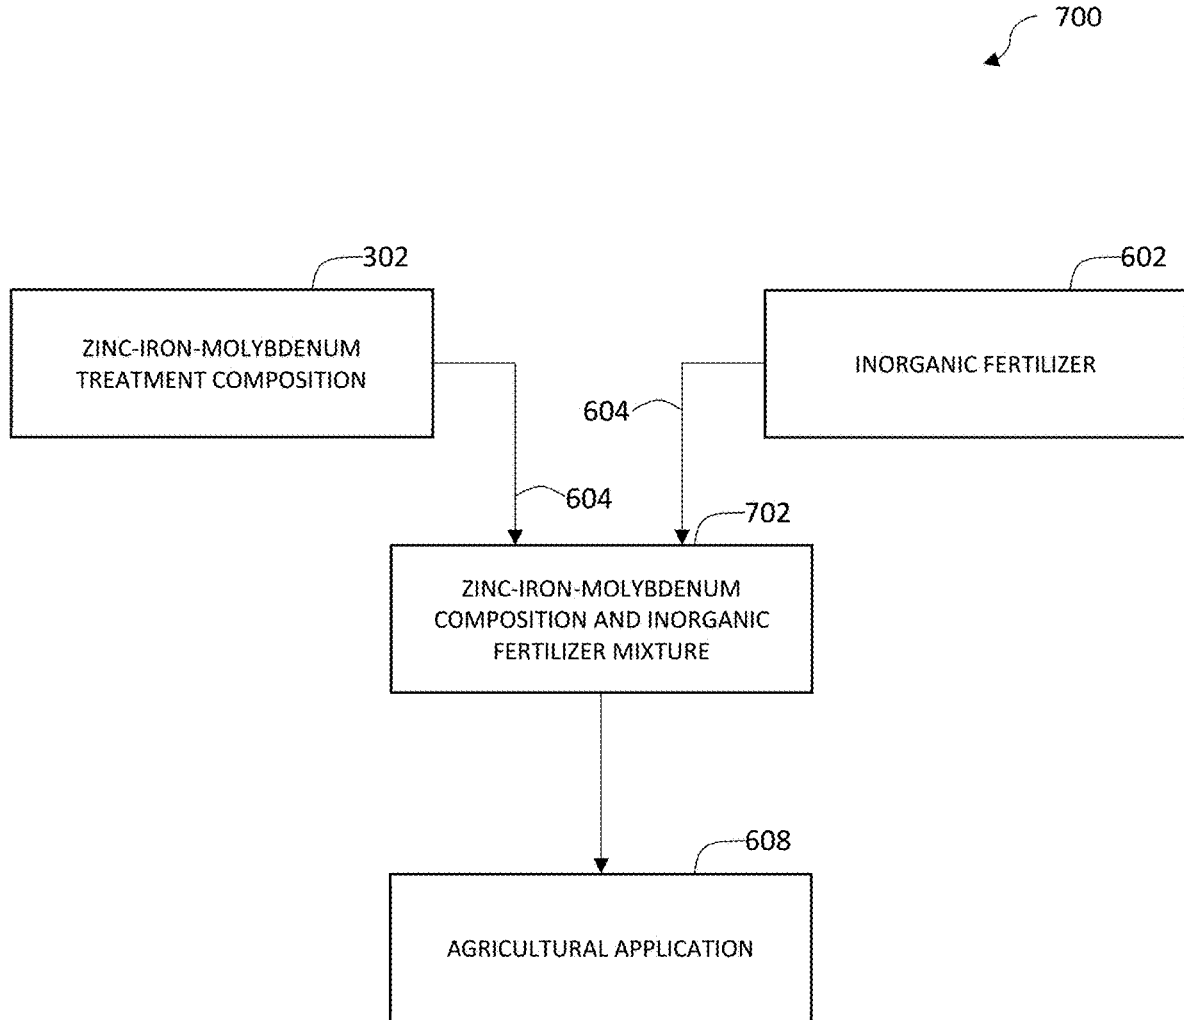 700
302
602
ZINC-IRON-MOLYBDENUM
TREATMENT COMPOSITION
INORGANIC FERTILIZER
604
604
702
ZINC-IRON-MOLYBDENUM
COMPOSITION AND INORGANIC
FERTILIZER MIXTURE
608
AGRICULTURAL APPLICATION